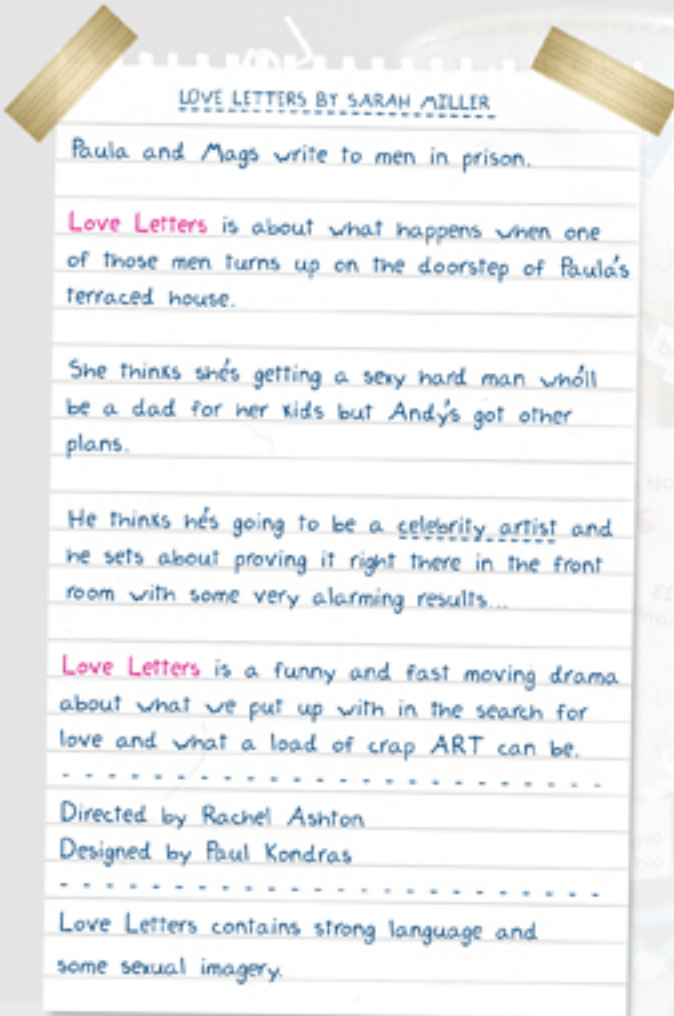 LOVE LETTERS BY SARAH MILLER
Paula and Mags write to men in prison.
Love Letters is about what happens when one
of those men turns up on the doorstep of Paula's
terraced house.
She thinks she's getting a sexy hard man who'll
be a dad for her kids but Andy's got other
plans.
He thinks he's going to be a celebrity artist and
he sets about proving it right there in the front
room with some very alarming results...
Love Letters is a funny and fast moving drama
about what we put up with in the search for
love and what a load of crap ART can be.
Directed by Rachel Ashton
Designed by Paul Kondras
Love Letters contains strong language and
some sexual imagery.